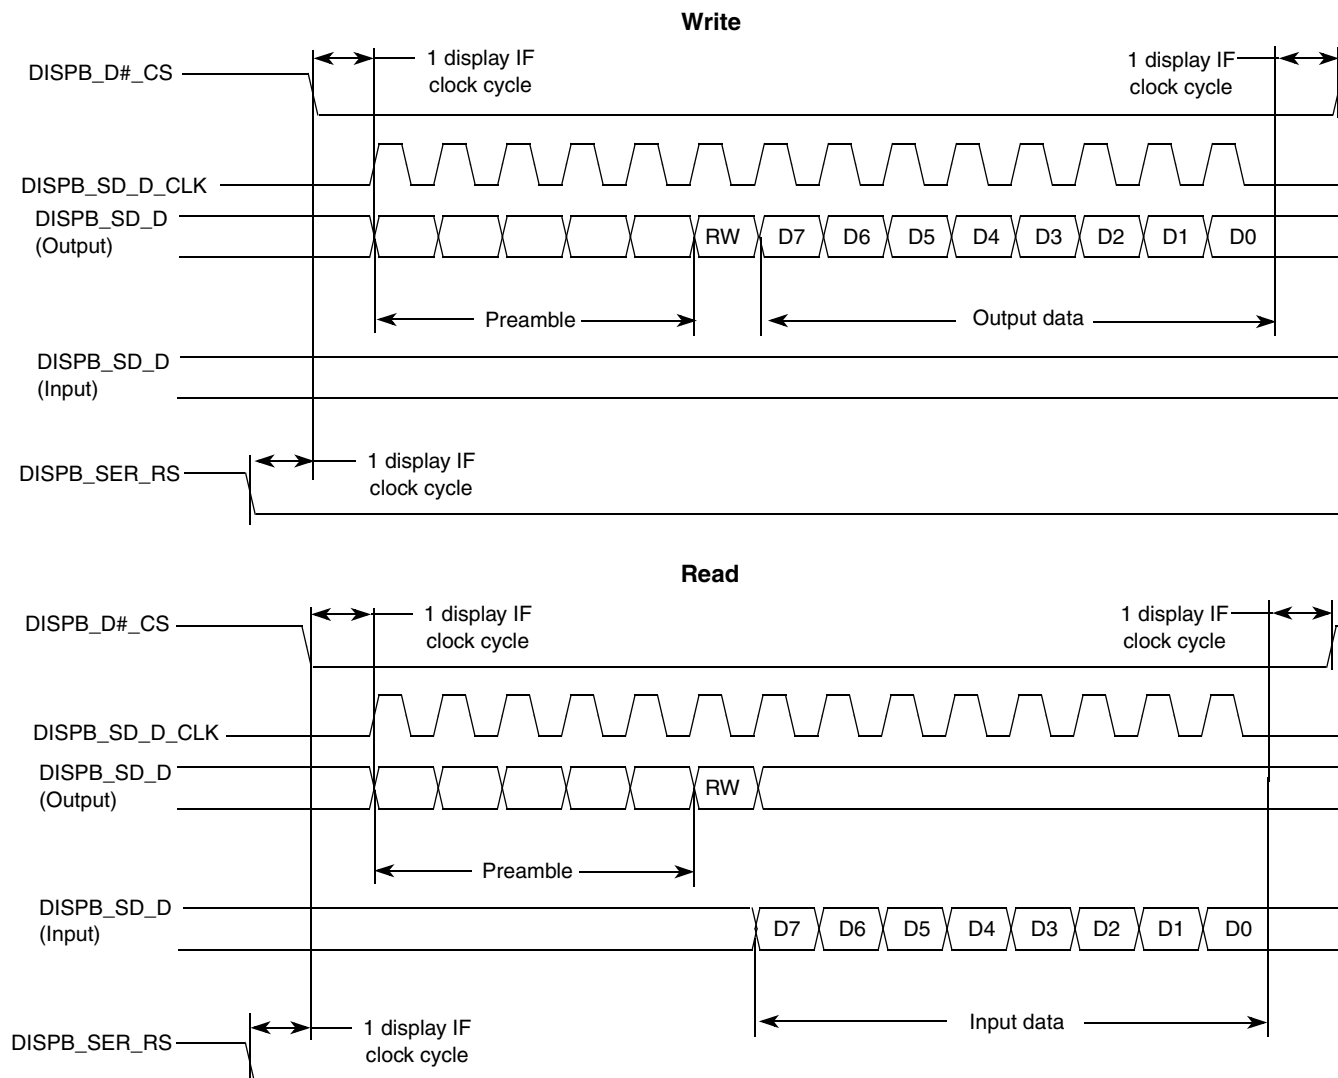 Write
1 display IF
clock cycle
1 display IF
clock cycle
DISPB_D#_CS
DISPB_SD_D_CLK
DISPB_SD_D
(Output)
RW D7 D6 D5 D4 D3 D2 D1 D0
Preamble
Output data
DISPB_SD_D
(Input)
1 display IF
clock cycle
DISPB_SER_RS
Read
1 display IF
clock cycle
1 display IF
clock cycle
DISPB_D#_CS
DISPB_SD_D_CLK
DISPB_SD_D
(Output)
RW
Preamble
DISPB_SD_D
(Input)
D7 D6 D5 D4 D3 D2 D1 D0
Input data
1 display IF
clock cycle
DISPB_SER_RS